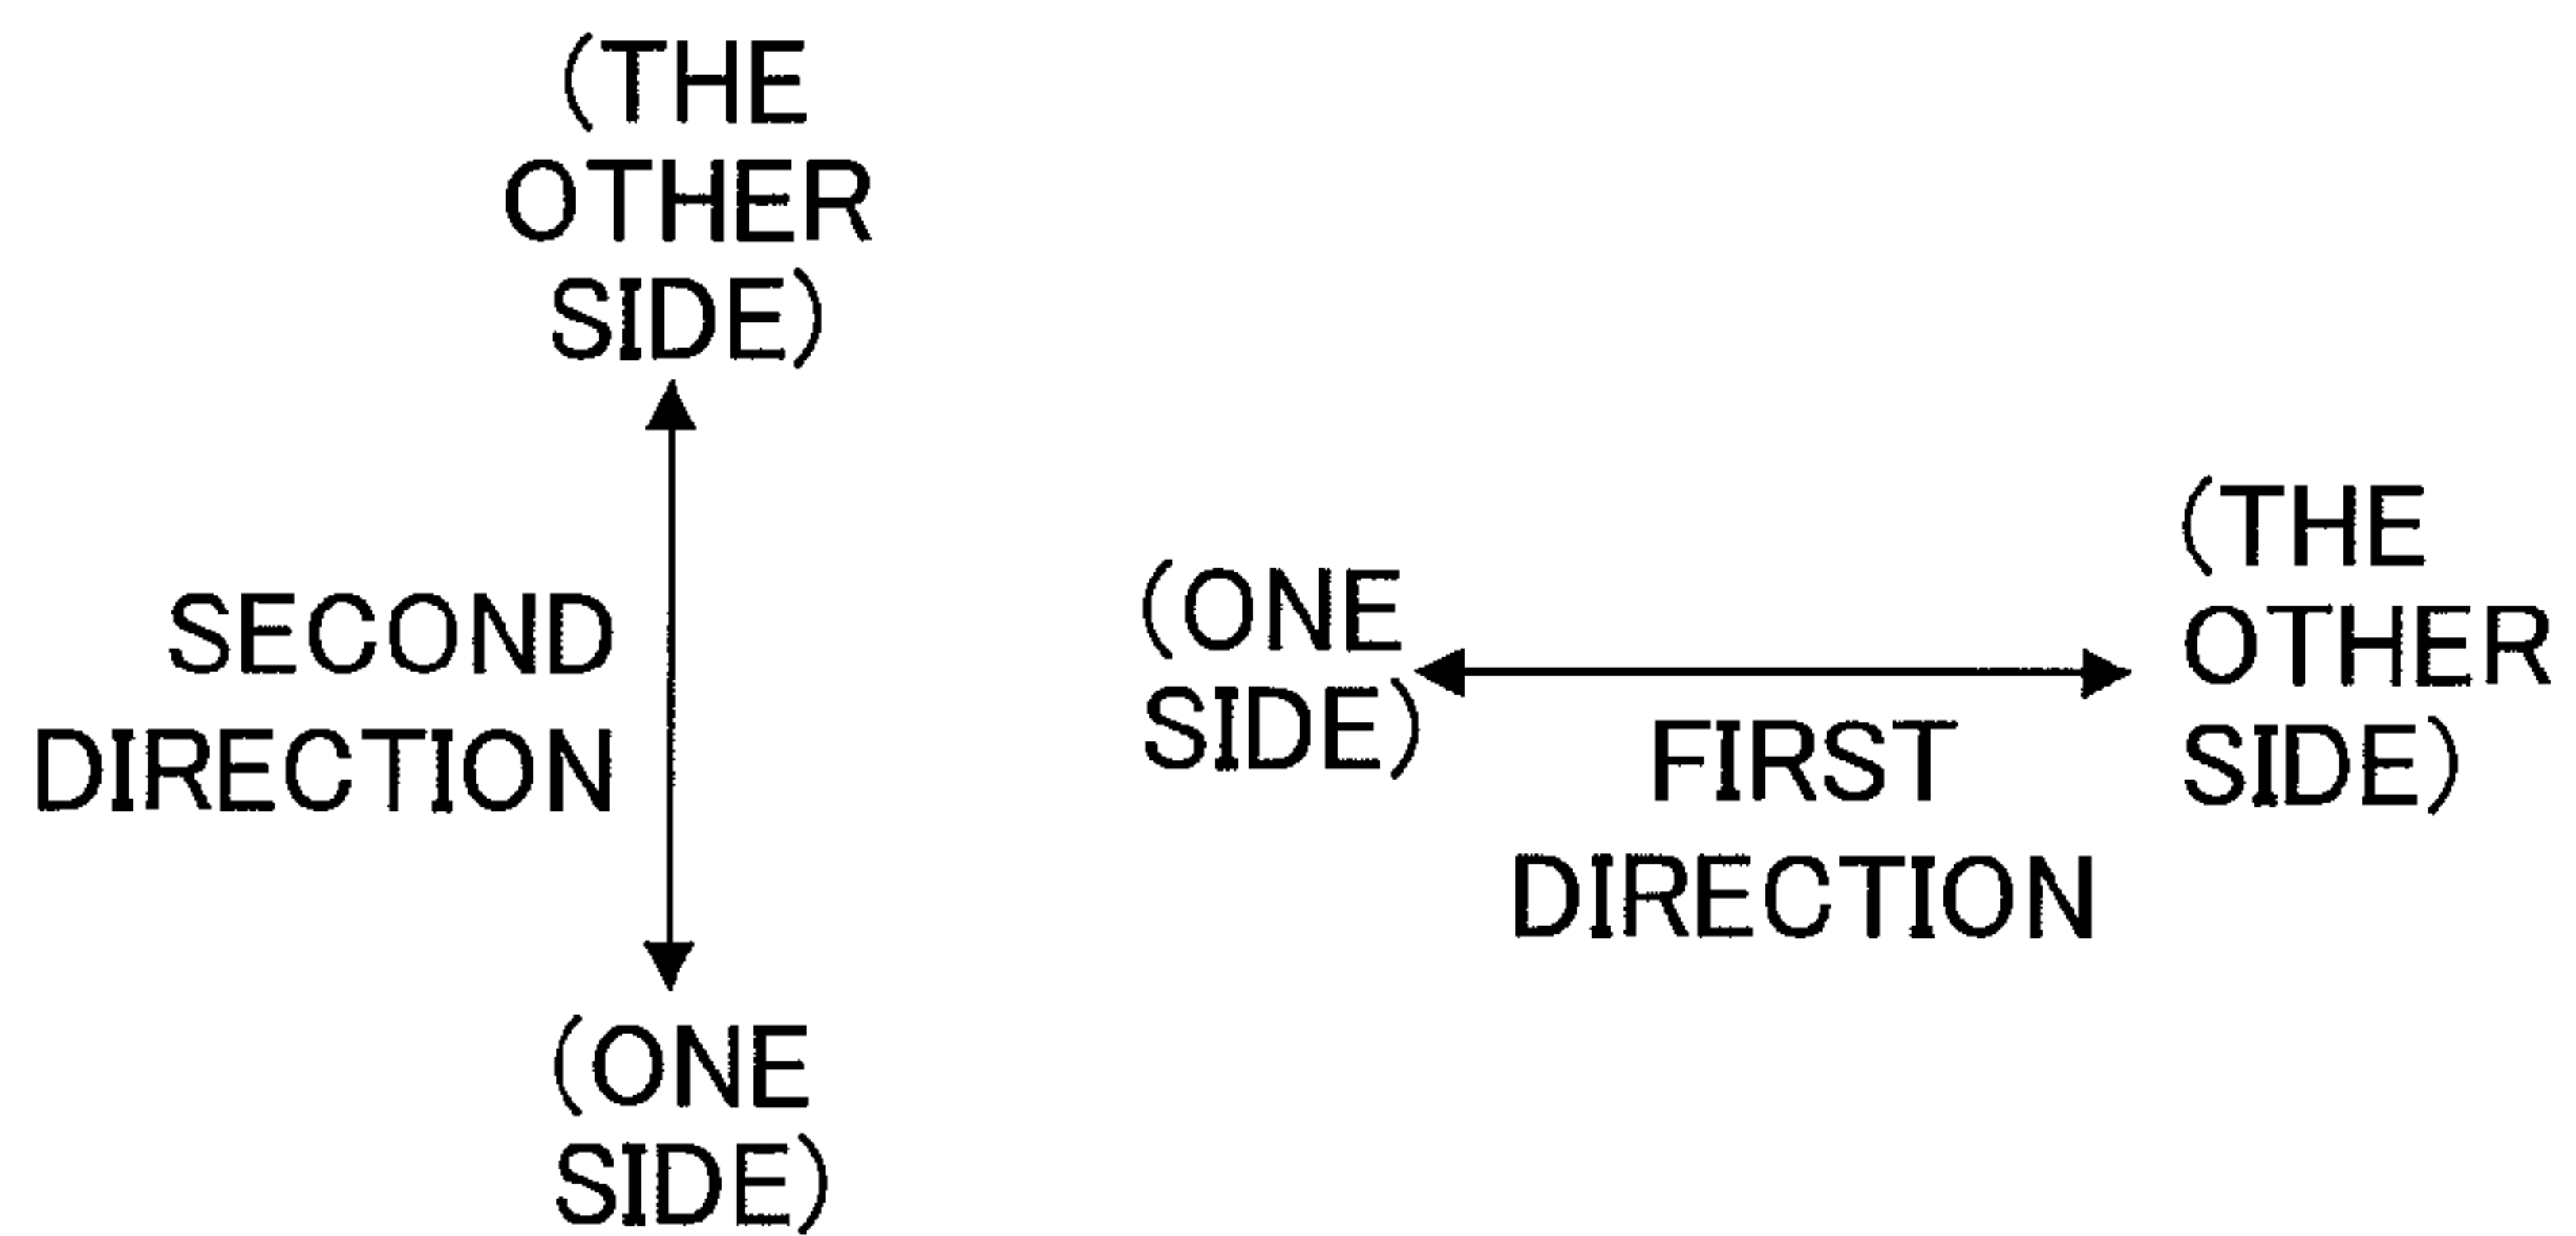 (THE
OTHER
SIDE)
SECOND
DIRECTION
(ONE
SIDE)
(ONE
SIDE)
FIRST
DIRECTION
(THE
OTHER
SIDE)